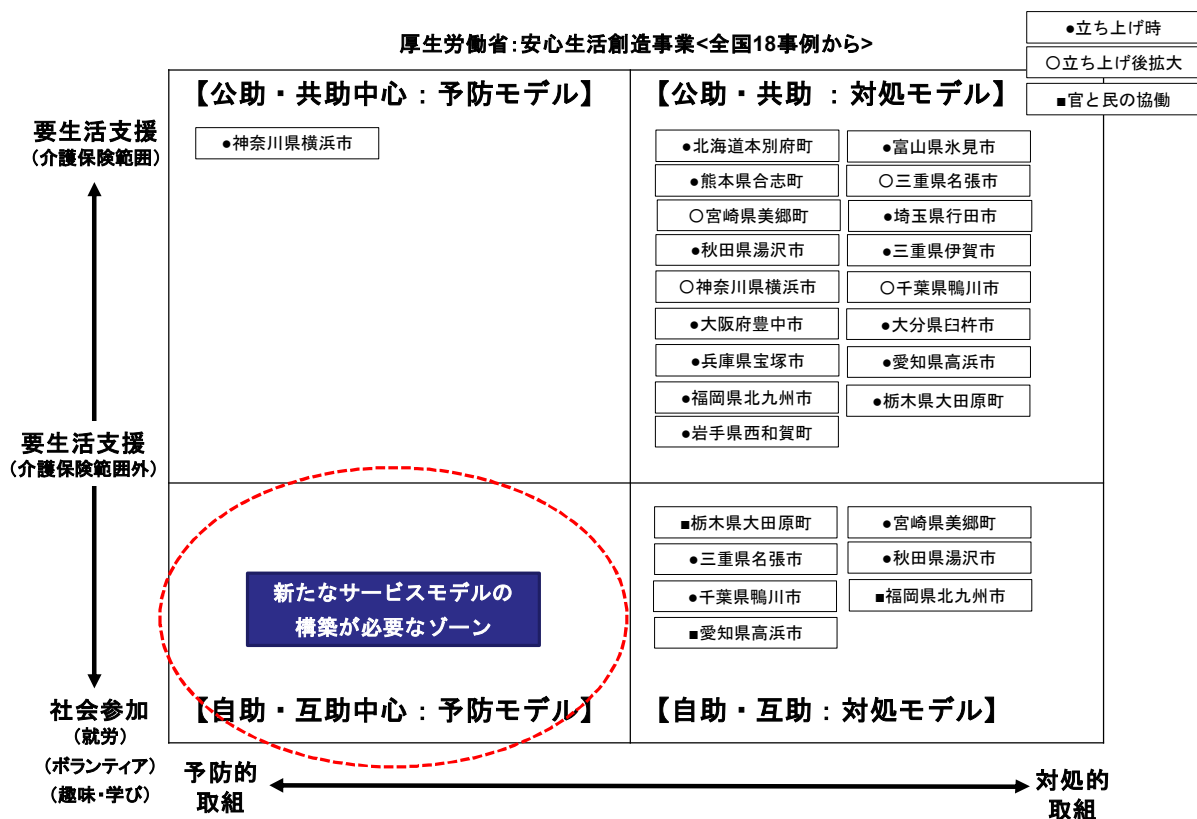 厚生労働省：安心生活創造事業<全国18事例から>
●立ち上げ時
○立ち上げ後拡大
■官と民の協働
【公助・共助中心：予防モデル】
【公助・共助 ：対処モデル】
要生活支援
（介護保険範囲）
●神奈川県横浜市
●北海道本別府町
●富山県氷見市
●熊本県合志町
○三重県名張市
○宮崎県美郷町
●埼玉県行田市
●秋田県湯沢市
●三重県伊賀市
○神奈川県横浜市
○千葉県鴨川市
●大阪府豊中市
●大分県臼杵市
●兵庫県宝塚市
●愛知県高浜市
●福岡県北九州市
●栃木県大田原町
●岩手県西和賀町
要生活支援
（介護保険範囲外）
■栃木県大田原町
●宮崎県美郷町
●三重県名張市
●秋田県湯沢市
●千葉県鴨川市
■福岡県北九州市
■愛知県高浜市
新たなサービスモデルの
構築が必要なゾーン
【自助・互助中心：予防モデル】
【自助・互助：対処モデル】
社会参加
（就労）
（ボランティア）
（趣味・学び）
予防的
取組
対処的
取組